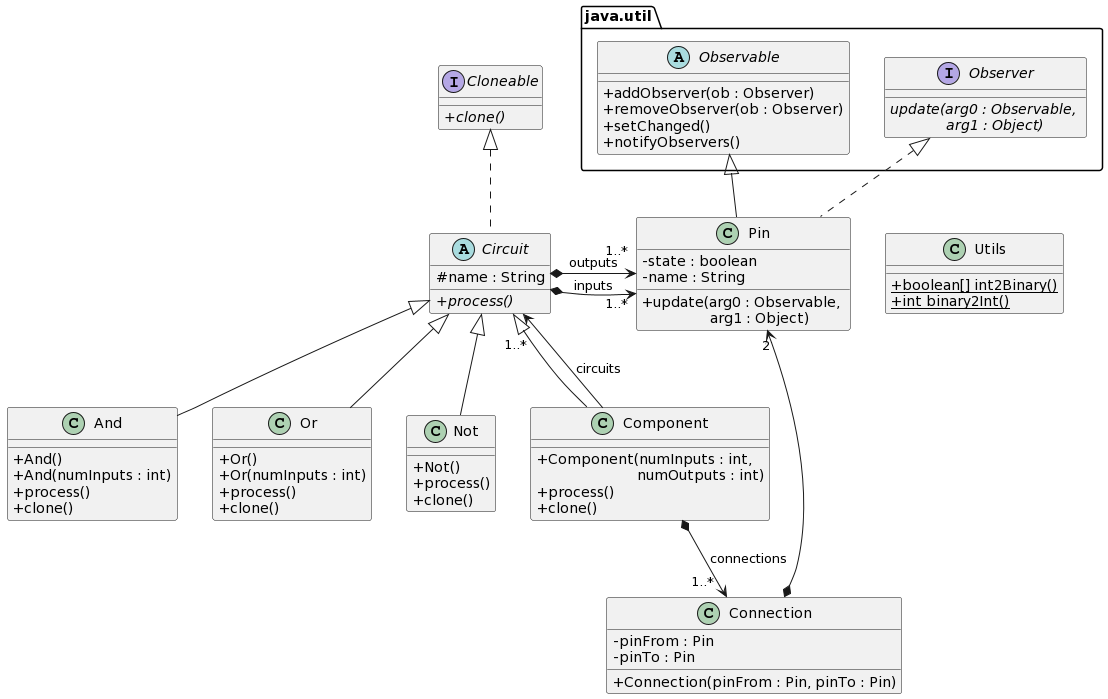 java.util
A Observable
+addObserver(ob : Observer)
+removeObserver(ob : Observer)
+setChanged()
+notifyObservers()
I Observer
update(arg0 : Observable,
arg1 : Object)
I Cloneable
+clone()
A Circuit
#name : String
+process()
outputs
1..*
inputs
1..*
C Pin
-state : boolean
-name : String
+update(arg0 : Observable,
arg1 : Object)
C Utils
+boolean[] int2Binary()
+int binary2Int()
1..*
circuits
2
C And
+And()
+And(numInputs : int)
+process()
+clone()
C Or
+Or()
+Or(numInputs : int)
+process()
+clone()
C Not
+Not()
+process()
+clone()
C Component
+Component(numInputs : int,
numOutputs : int)
+process()
+clone()
connections
1..*
C Connection
-pinFrom : Pin
-pinTo : Pin
+Connection(pinFrom : Pin, pinTo : Pin)